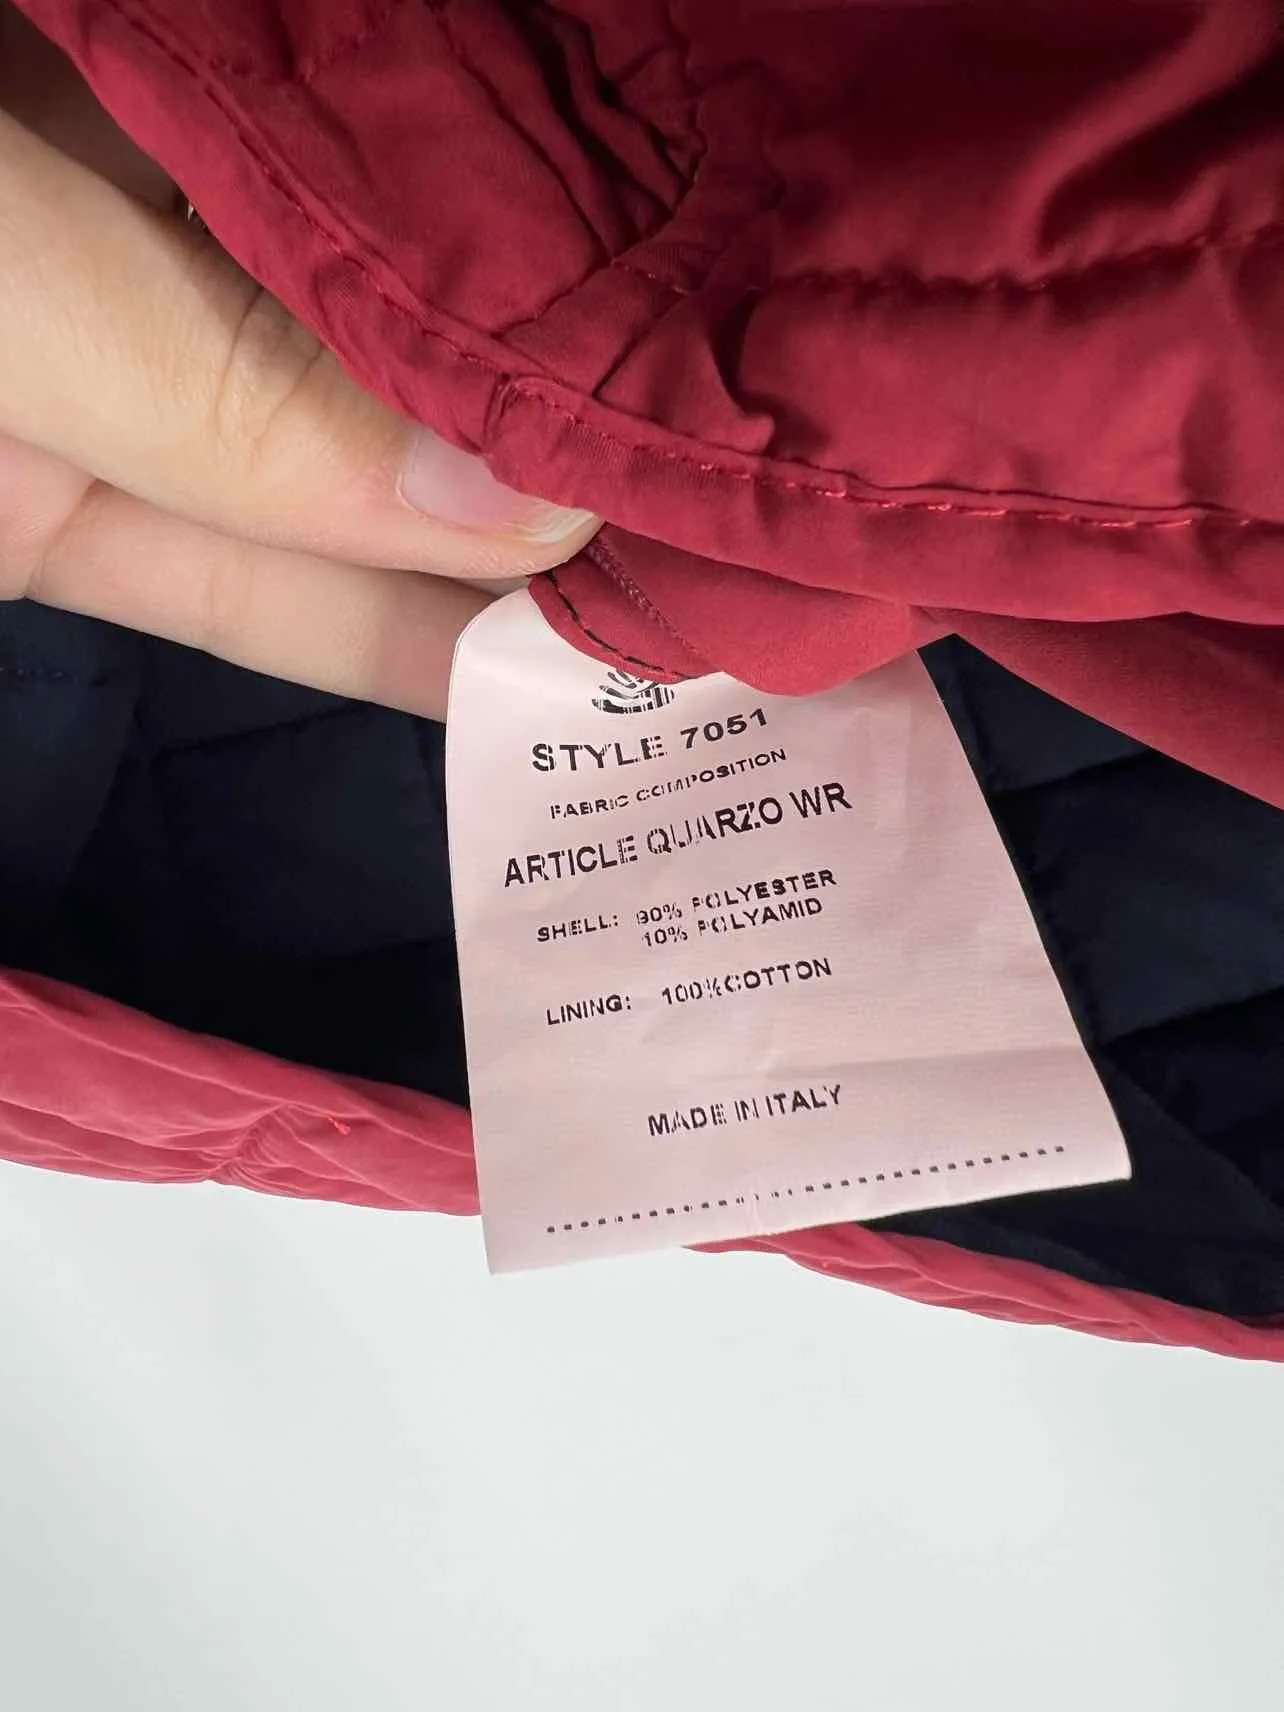 STYLE 7051
FABRIC COMPOSITION
ARTICLE QUARZO WR
SHELL: 90% POLYESTER
10% POLYAMID
LINING: 100%COTTON
MADE IN ITALY